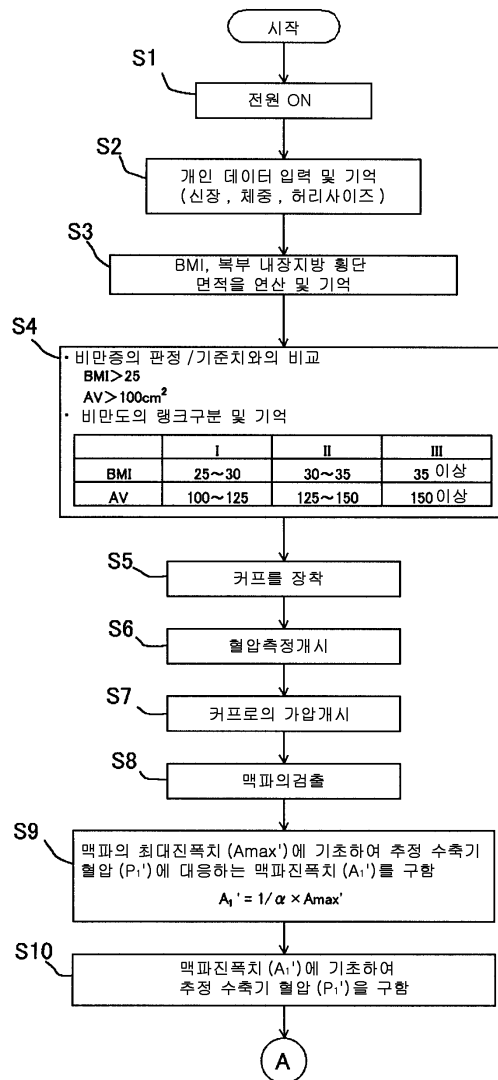 시작
S1
전원 ON
S2
개인 데이터 입력 및 기억
(신장 , 체중 , 허리사이즈)
S3
BMI, 복부 내장지방 횡단
면적을 연산 및 기억
S4
· 비만증의 판정 /기준치와의 비교
BMI>25
AV>100cm²
· 비만도의 랭크구분 및 기억
I II III
BMI 25~30 30~35 35 이상
AV 100~125 125~150 150 이상
S5
커프를 장착
S6
혈압측정개시
S7
커프로의 가압개시
S8
맥파의검출
S9
맥파의 최대진폭치 (Amax')에 기초하여 추정 수축기
혈압 (P₁')에 대응하는 맥파진폭치 (A₁')를 구함
A₁' = 1/α × Amax'
S10
맥파진폭치 (A₁')에 기초하여
추정 수축기 혈압 (P₁')을 구함
A